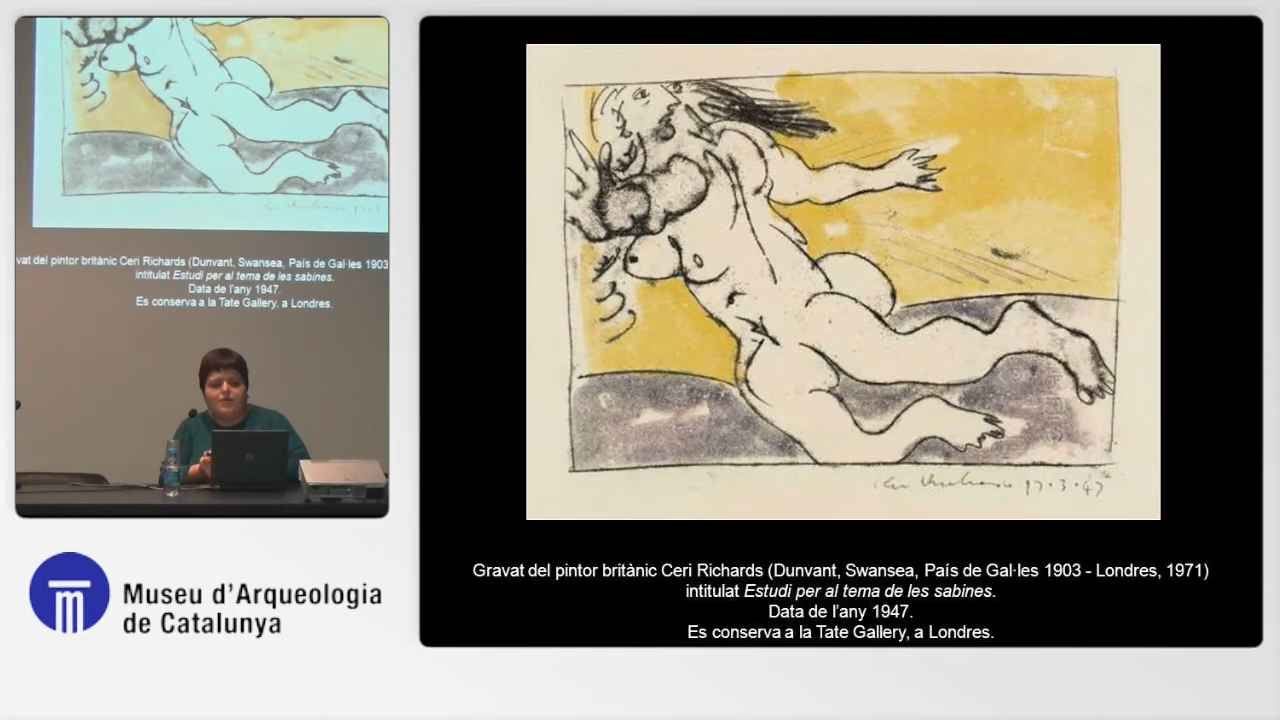 vat del pintor britànic Ceri Richards (Dunvant, Swansea, País de Gal·les 1903
intitulat Estudi per al tema de les sabines.
Data de l'any 1947.
Es conserva a la Tate Gallery, a Londres.
Museu d'Arqueologia
de Catalunya
17·3·47
Gravat del pintor britànic Ceri Richards (Dunvant, Swansea, País de Gal·les 1903 - Londres, 1971)
intitulat Estudi per al tema de les sabines.
Data de l'any 1947.
Es conserva a la Tate Gallery, a Londres.